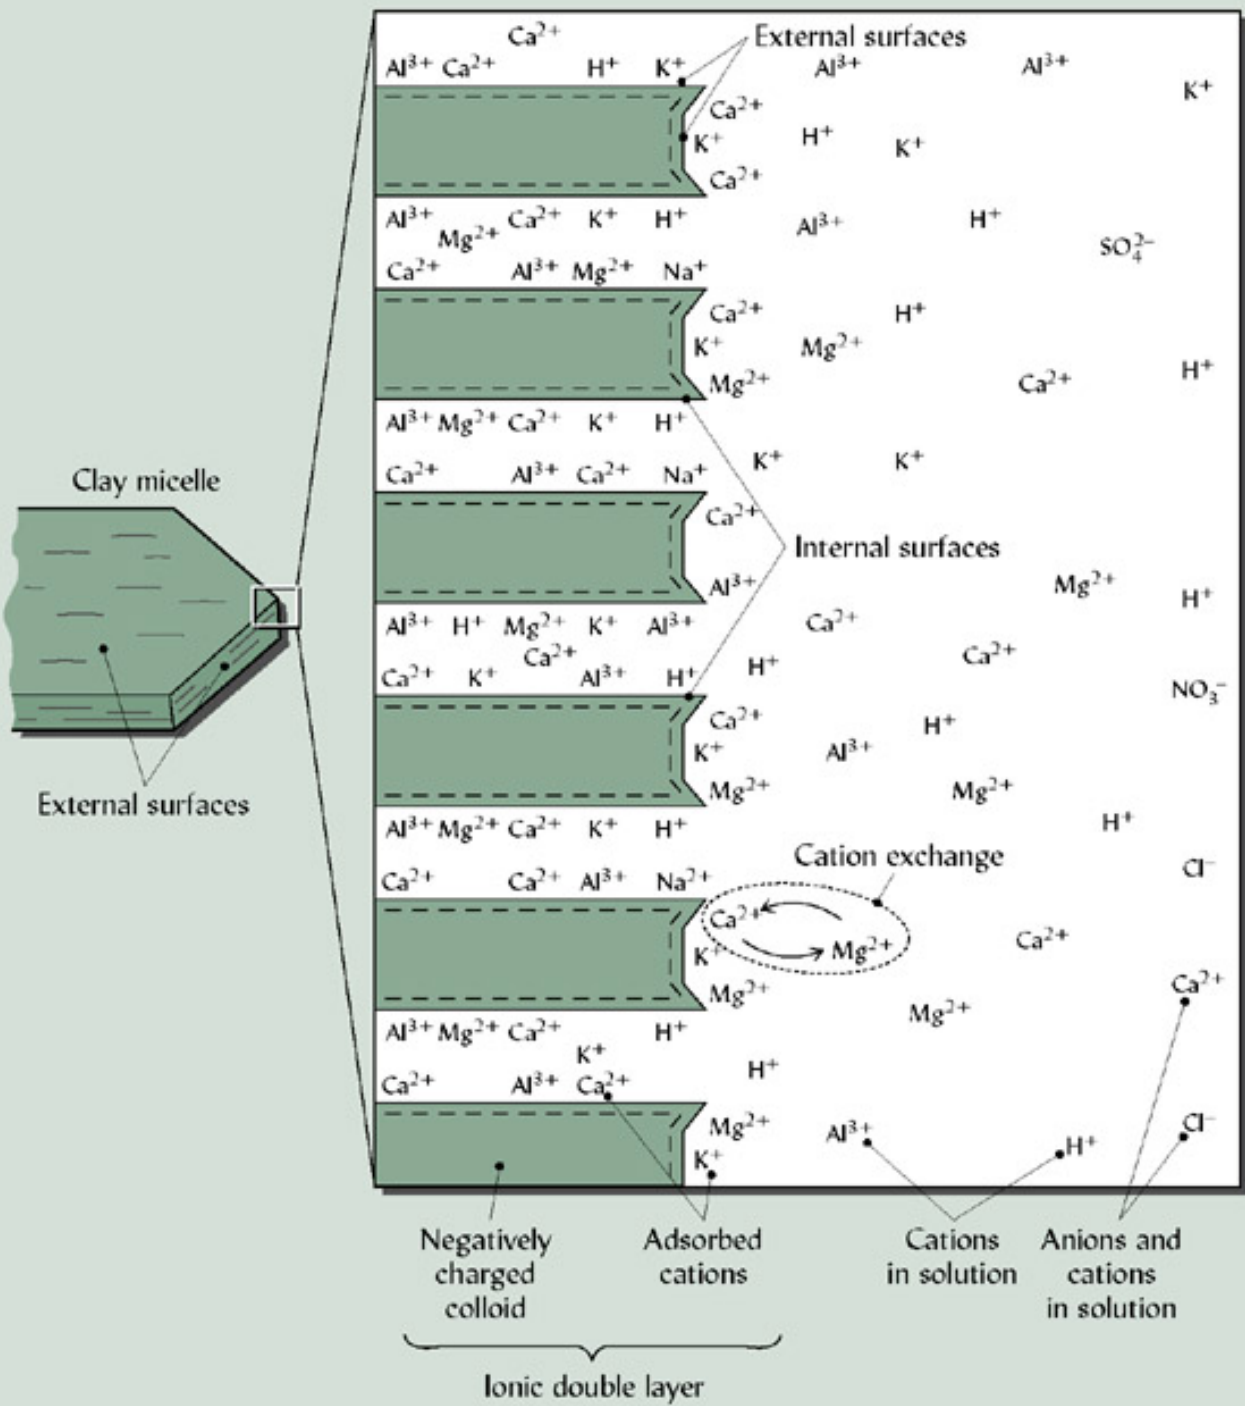 Ca²⁺
External surfaces
Al³⁺ Ca²⁺ H⁺ K⁺ Al³⁺ Al³⁺
K⁺
Ca²⁺
K⁺ H⁺ K⁺
Ca²⁺
Al³⁺ Ca²⁺ K⁺ H⁺ Al³⁺ H⁺
Mg²⁺
SO₄²⁻
Ca²⁺ Al³⁺ Mg²⁺ Na⁺
Ca²⁺ H⁺
K⁺ Mg²⁺
Mg²⁺ Ca²⁺ H⁺
Al³⁺ Mg²⁺ Ca²⁺ K⁺ H⁺
K⁺ K⁺
Ca²⁺ Al³⁺ Ca²⁺ Na⁺
Clay micelle
Ca²⁺
Internal surfaces
Al³⁺ Mg²⁺ H⁺
Al³⁺ H⁺ Mg²⁺ K⁺ Al³⁺ Ca²⁺
Ca²⁺ Ca²⁺
Ca²⁺ K⁺ Al³⁺ H⁺ H⁺
NO₃⁻
Ca²⁺ H⁺
K⁺ Al³⁺
Mg²⁺ Mg²⁺
External surfaces
Al³⁺ Mg²⁺ Ca²⁺ K⁺ H⁺ H⁺
Cation exchange
Cl⁻
Ca²⁺ Ca²⁺ Al³⁺ Na²⁺
Ca²⁺
K⁺ Mg²⁺ Ca²⁺
Mg²⁺ Ca²⁺
Mg²⁺
Al³⁺ Mg²⁺ Ca²⁺ H⁺
K⁺
Ca²⁺ Al³⁺ Ca²⁺ H⁺
Mg²⁺ Al³⁺ Cl⁻
K⁺ H⁺
Negatively
charged
colloid
Adsorbed
cations
Cations
in solution
Anions and
cations
in solution
Ionic double layer